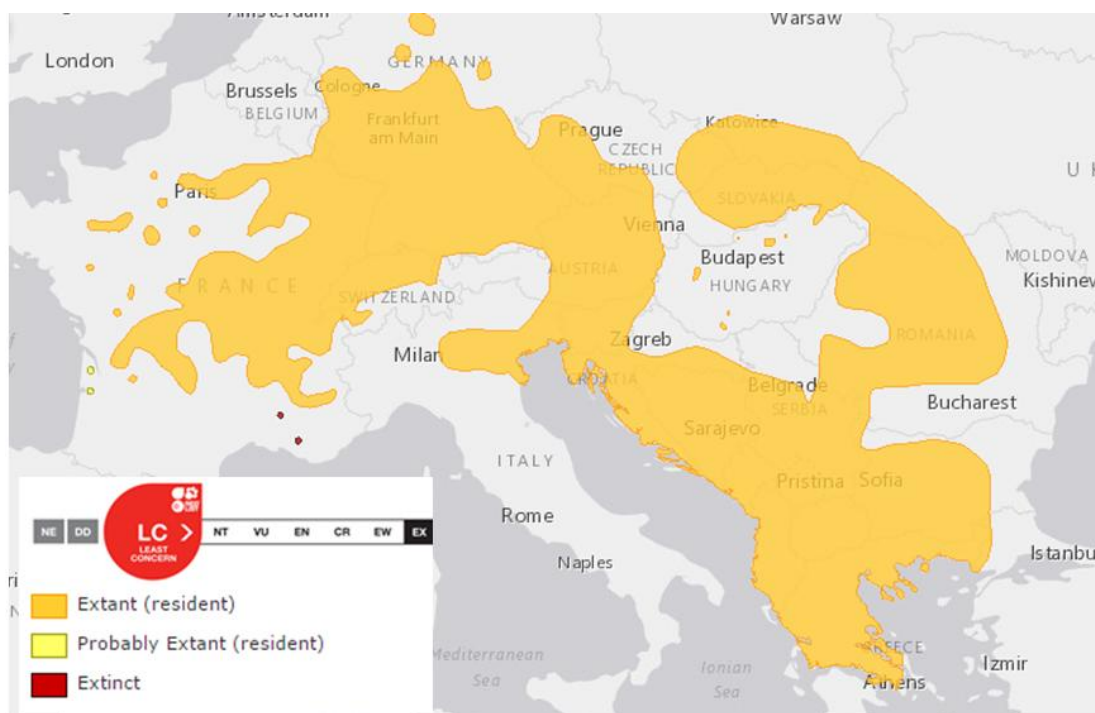 Amsterdam
Warsaw
London
GERMANY
Brussels
Cologne
BELGIUM
Frankfurt
am Main
Prague
Katowice
CZECH
REPUBLIC
U K
Paris
SLOVAKIA
Vienna
Budapest
MOLDOVA
Kishinev
FRANCE
AUSTRIA
HUNGARY
SWITZERLAND
ROMANIA
Zagreb
Milan
CROATIA
Belgrade
SERBIA
Bucharest
Sarajevo
ITALY
Pristina
Sofia
Rome
Istanbu
Naples
NE
DD
LC >
LEAST
CONCERN
NT
VU
EN
CR
EW
EX
Extant (resident)
Probably Extant (resident)
Extinct
Mediterranean
Sea
Ionian
Sea
GREECE
Athens
Izmir